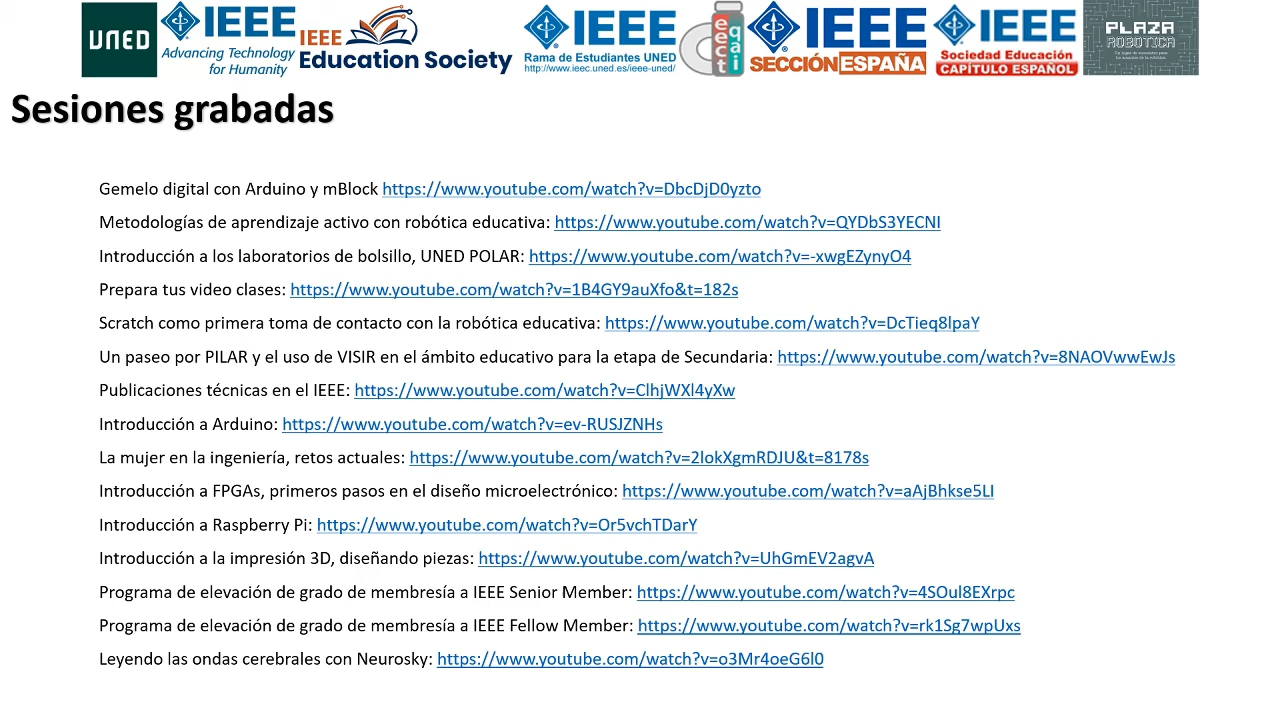 UNED
IEEE
Advancing Technology
for Humanity
IEEE
Education Society
IEEE
Rama de Estudiantes UNED
http://www.ieec.uned.es/ieee-uned/
IEEE
SECCIÓN ESPAÑA
IEEE
Sociedad Educación
CAPÍTULO ESPAÑOL
PLAZA
ROBOTICA
Sesiones grabadas
Gemelo digital con Arduino y mBlock https://www.youtube.com/watch?v=DbcDjD0yzto
Metodologías de aprendizaje activo con robótica educativa: https://www.youtube.com/watch?v=QYDbS3YECNI
Introducción a los laboratorios de bolsillo, UNED POLAR: https://www.youtube.com/watch?v=-xwgEZynyO4
Prepara tus video clases: https://www.youtube.com/watch?v=1B4GY9auXfo&t=182s
Scratch como primera toma de contacto con la robótica educativa: https://www.youtube.com/watch?v=DcTieq8lpaY
Un paseo por PILAR y el uso de VISIR en el ámbito educativo para la etapa de Secundaria: https://www.youtube.com/watch?v=8NAOVwwEwJs
Publicaciones técnicas en el IEEE: https://www.youtube.com/watch?v=ClhjWXl4yXw
Introducción a Arduino: https://www.youtube.com/watch?v=ev-RUSJZNHs
La mujer en la ingeniería, retos actuales: https://www.youtube.com/watch?v=2lokXgmRDJU&t=8178s
Introducción a FPGAs, primeros pasos en el diseño microelectrónico: https://www.youtube.com/watch?v=aAjBhkse5LI
Introducción a Raspberry Pi: https://www.youtube.com/watch?v=Or5vchTDarY
Introducción a la impresión 3D, diseñando piezas: https://www.youtube.com/watch?v=UhGmEV2agvA
Programa de elevación de grado de membresía a IEEE Senior Member: https://www.youtube.com/watch?v=4SOul8EXrpc
Programa de elevación de grado de membresía a IEEE Fellow Member: https://www.youtube.com/watch?v=rk1Sg7wpUxs
Leyendo las ondas cerebrales con Neurosky: https://www.youtube.com/watch?v=o3Mr4oeG6l0